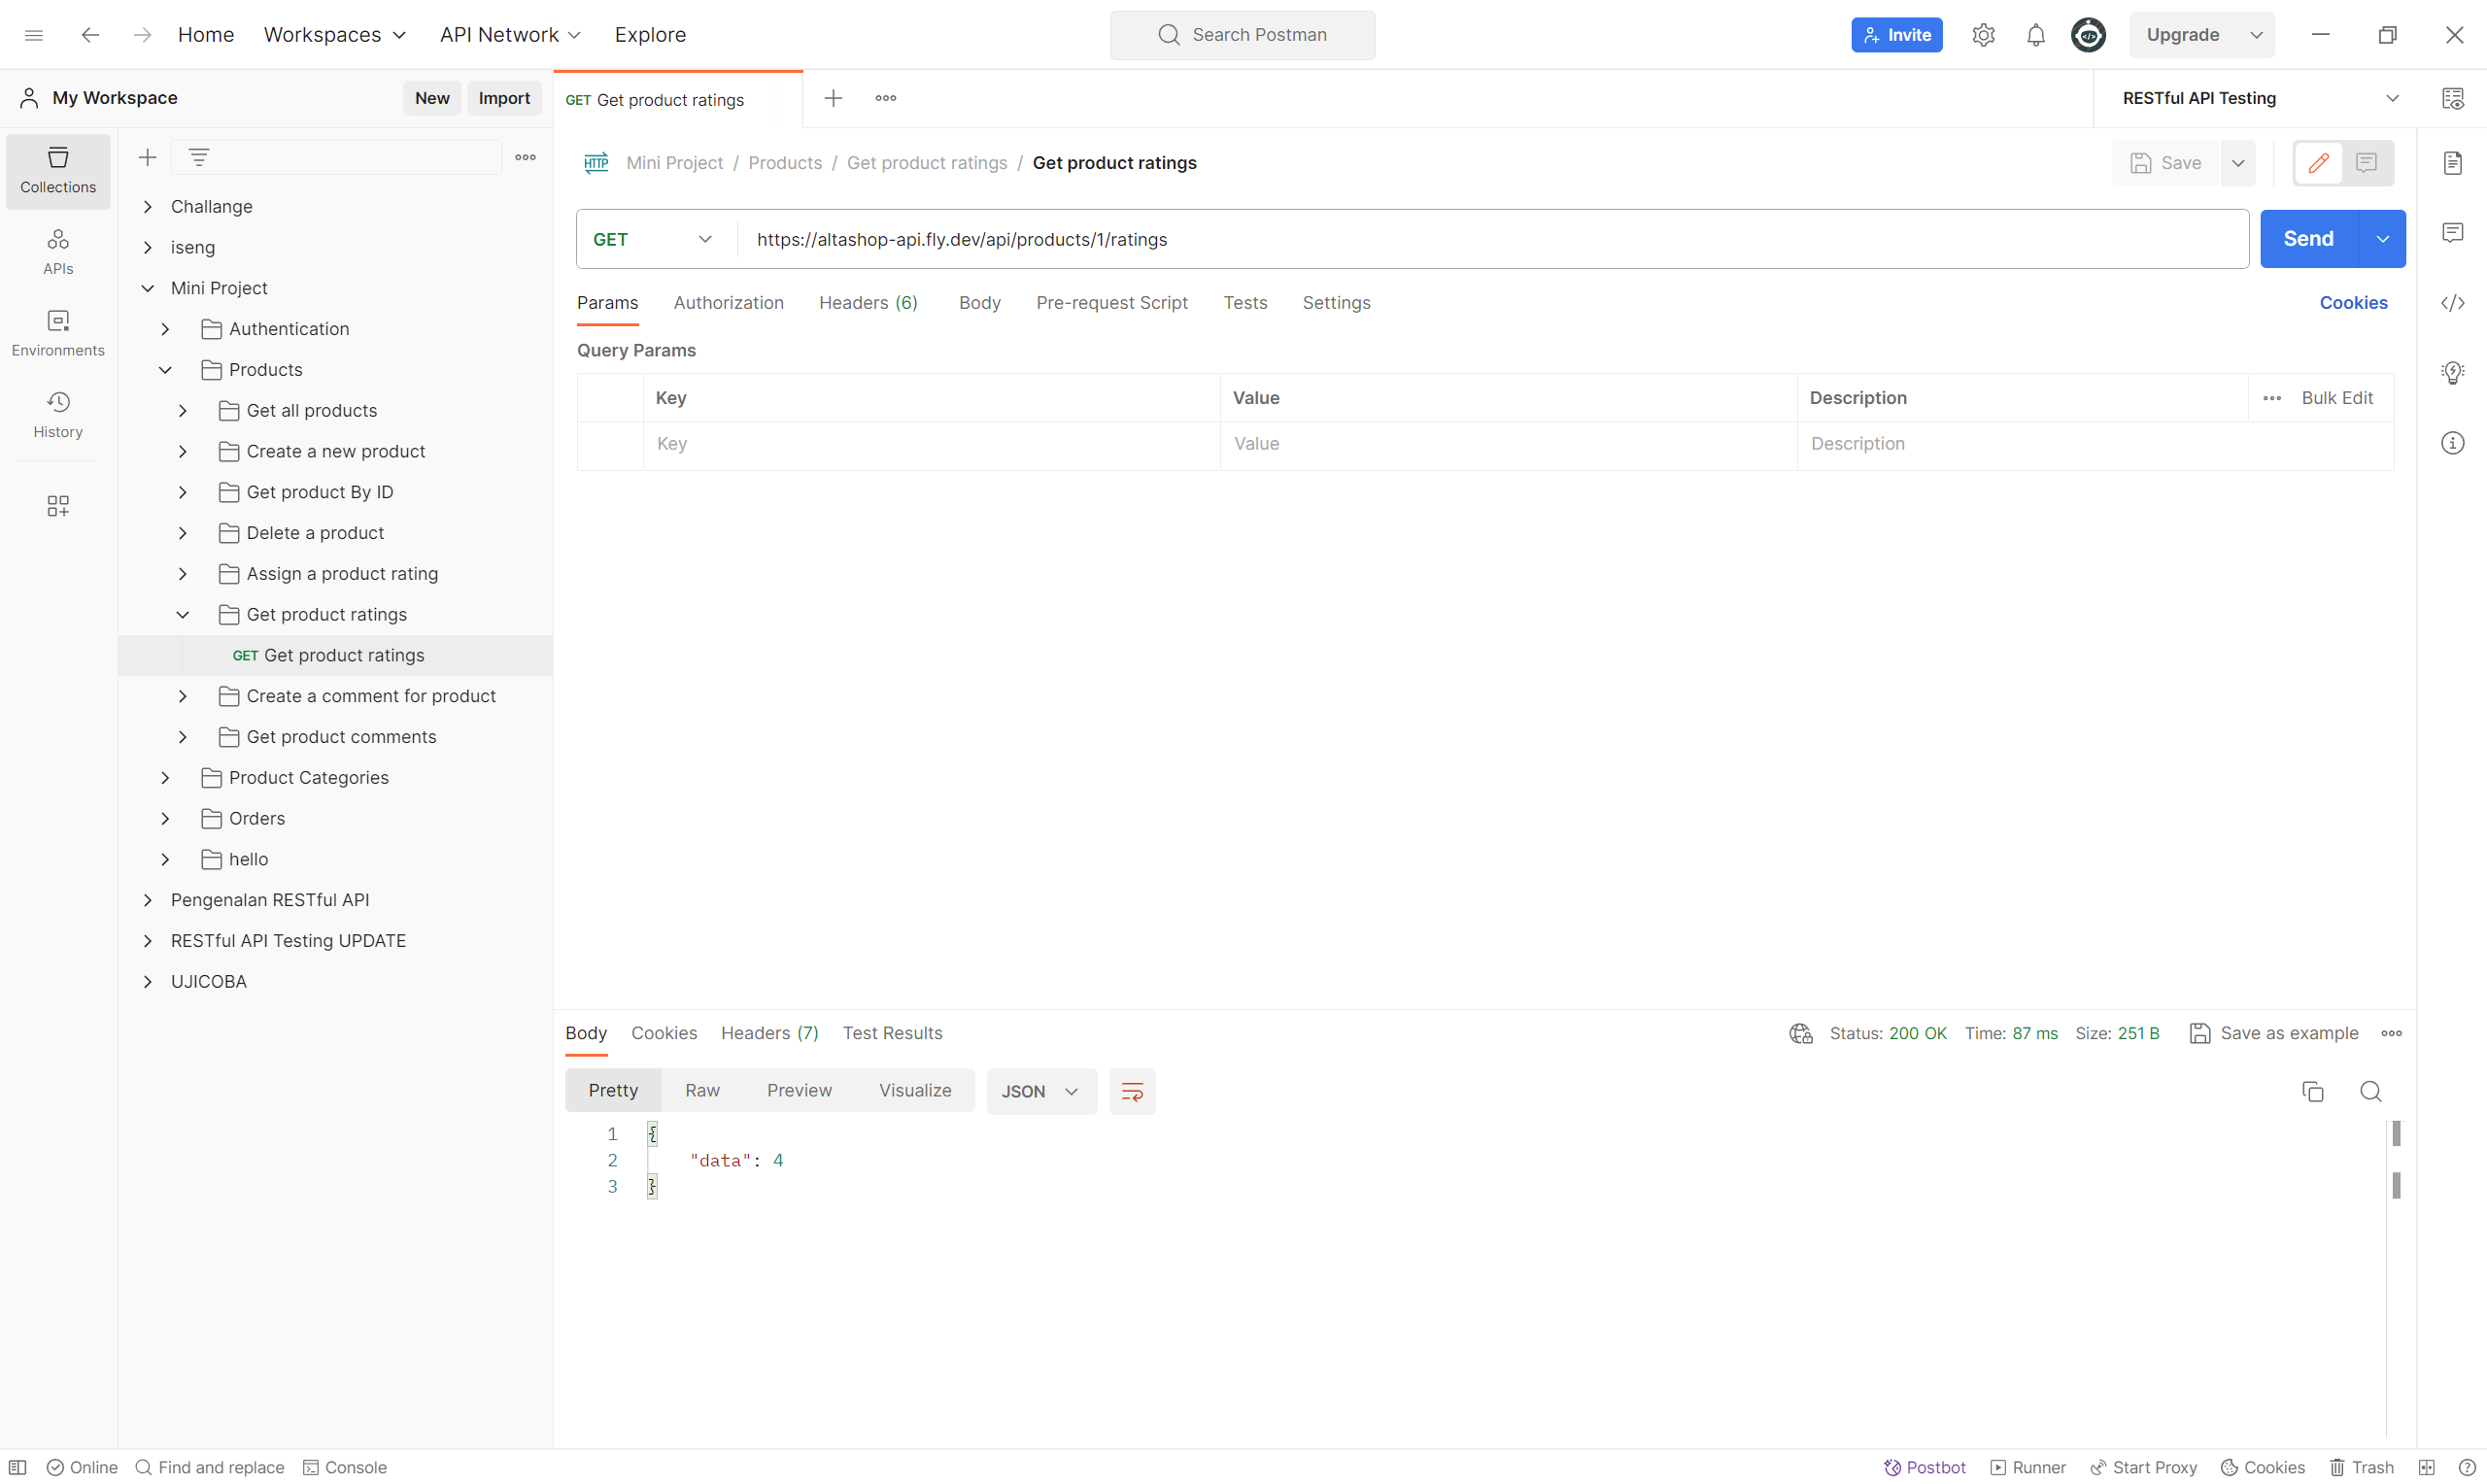 Home Workspaces API Network Explore Search Postman Invite Upgrade
My Workspace New Import GET Get product ratings RESTful API Testing
Collections
APIs
Environments
History
Challange
iseng
Mini Project
Authentication
Products
Get all products
Create a new product
Get product By ID
Delete a product
Assign a product rating
Get product ratings
GET Get product ratings
Create a comment for product
Get product comments
Product Categories
Orders
hello
Pengenalan RESTful API
RESTful API Testing UPDATE
UJICOBA
HTTP Mini Project / Products / Get product ratings / Get product ratings Save
GET https://altashop-api.fly.dev/api/products/1/ratings Send
Params Authorization Headers (6) Body Pre-request Script Tests Settings Cookies
Query Params
Key Value Description Bulk Edit
Key Value Description
Body Cookies Headers (7) Test Results Status: 200 OK Time: 87 ms Size: 251 B Save as example
Pretty Raw Preview Visualize JSON
1 {
2 "data": 4
3 }
Online Find and replace Console Postbot Runner Start Proxy Cookies Trash